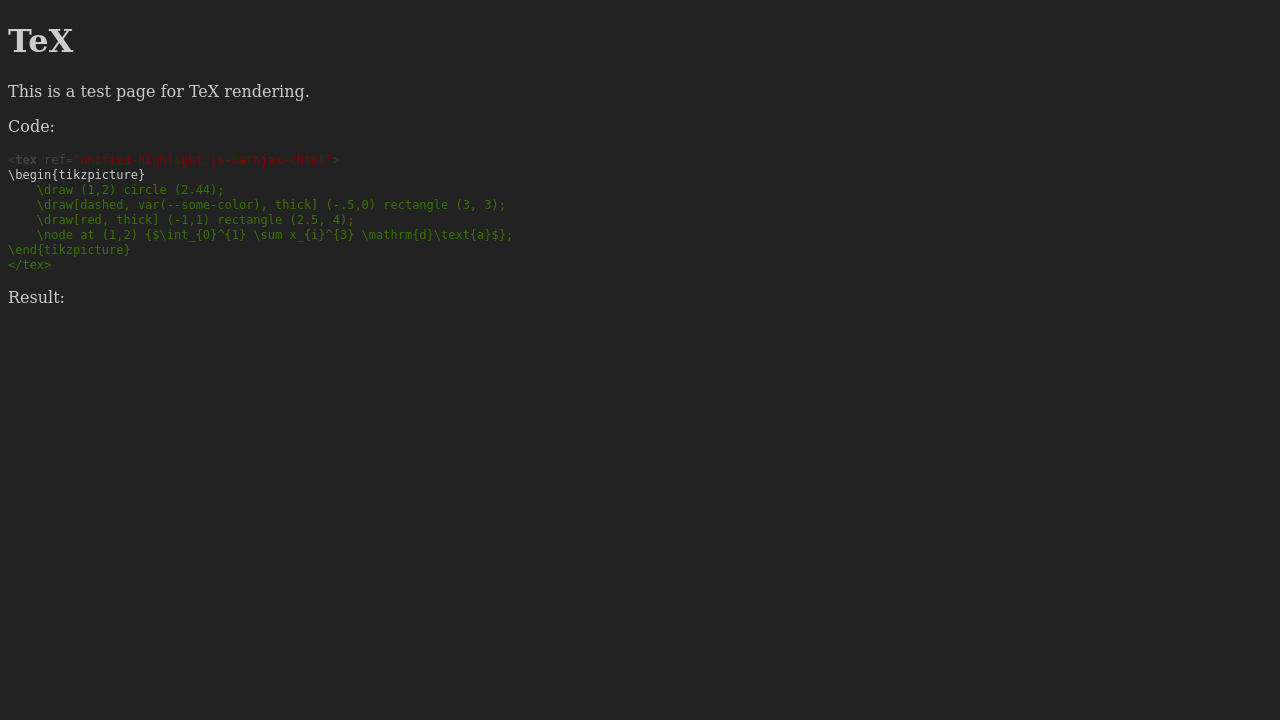 TeX
This is a test page for TeX rendering.
Code:
<tex ref=
\begin{tikzpicture}
    \draw (1,2) circle (2.44);
    \draw[dashed, var(--some-color), thick] (-.5,0) rectangle (3, 3);
    \draw[red, thick] (-1,1) rectangle (2.5, 4);
    \node at (1,2) {$\int_{0}^{1} \sum x_{i}^{3} \mathrm{d}\text{a}$};
\end{tikzpicture}
</tex>
Result: